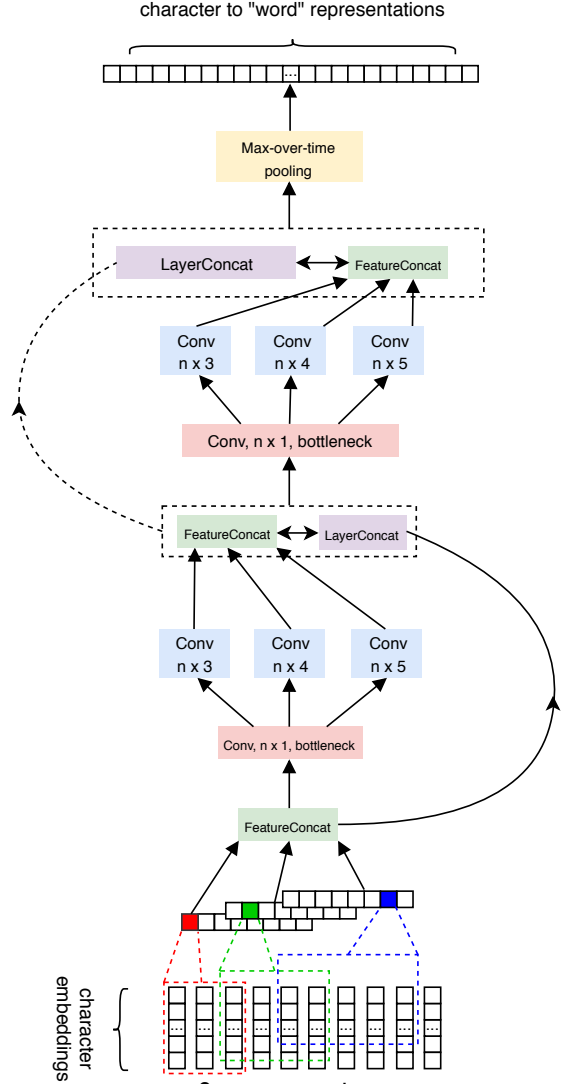 character to "word" representations
...
Max-over-time
pooling
LayerConcat
FeatureConcat
Conv
n x 3
Conv
n x 4
Conv
n x 5
Conv, n x 1, bottleneck
FeatureConcat
LayerConcat
Conv
n x 3
Conv
n x 4
Conv
n x 5
Conv, n x 1, bottleneck
FeatureConcat
character
embeddings
... ... ... ... ... ... ... ... ... ...